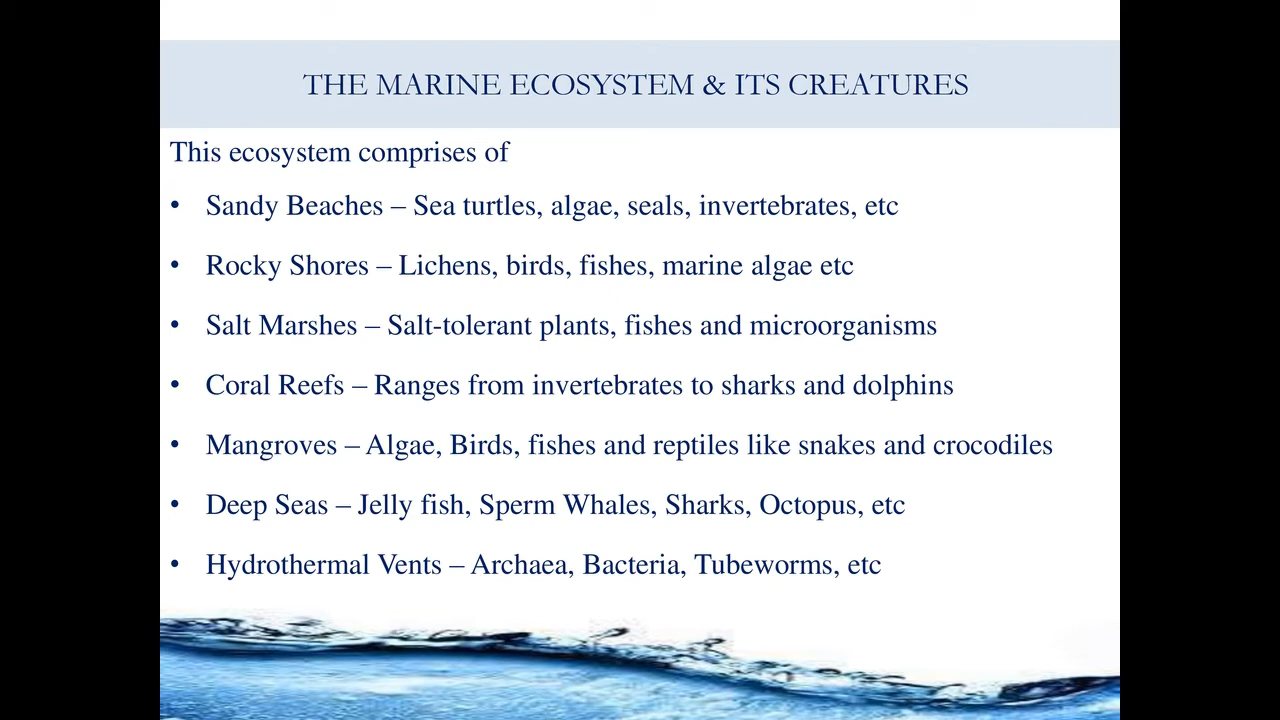 THE MARINE ECOSYSTEM & ITS CREATURES
This ecosystem comprises of
• Sandy Beaches – Sea turtles, algae, seals, invertebrates, etc
• Rocky Shores – Lichens, birds, fishes, marine algae etc
• Salt Marshes – Salt-tolerant plants, fishes and microorganisms
• Coral Reefs – Ranges from invertebrates to sharks and dolphins
• Mangroves – Algae, Birds, fishes and reptiles like snakes and crocodiles
• Deep Seas – Jelly fish, Sperm Whales, Sharks, Octopus, etc
• Hydrothermal Vents – Archaea, Bacteria, Tubeworms, etc